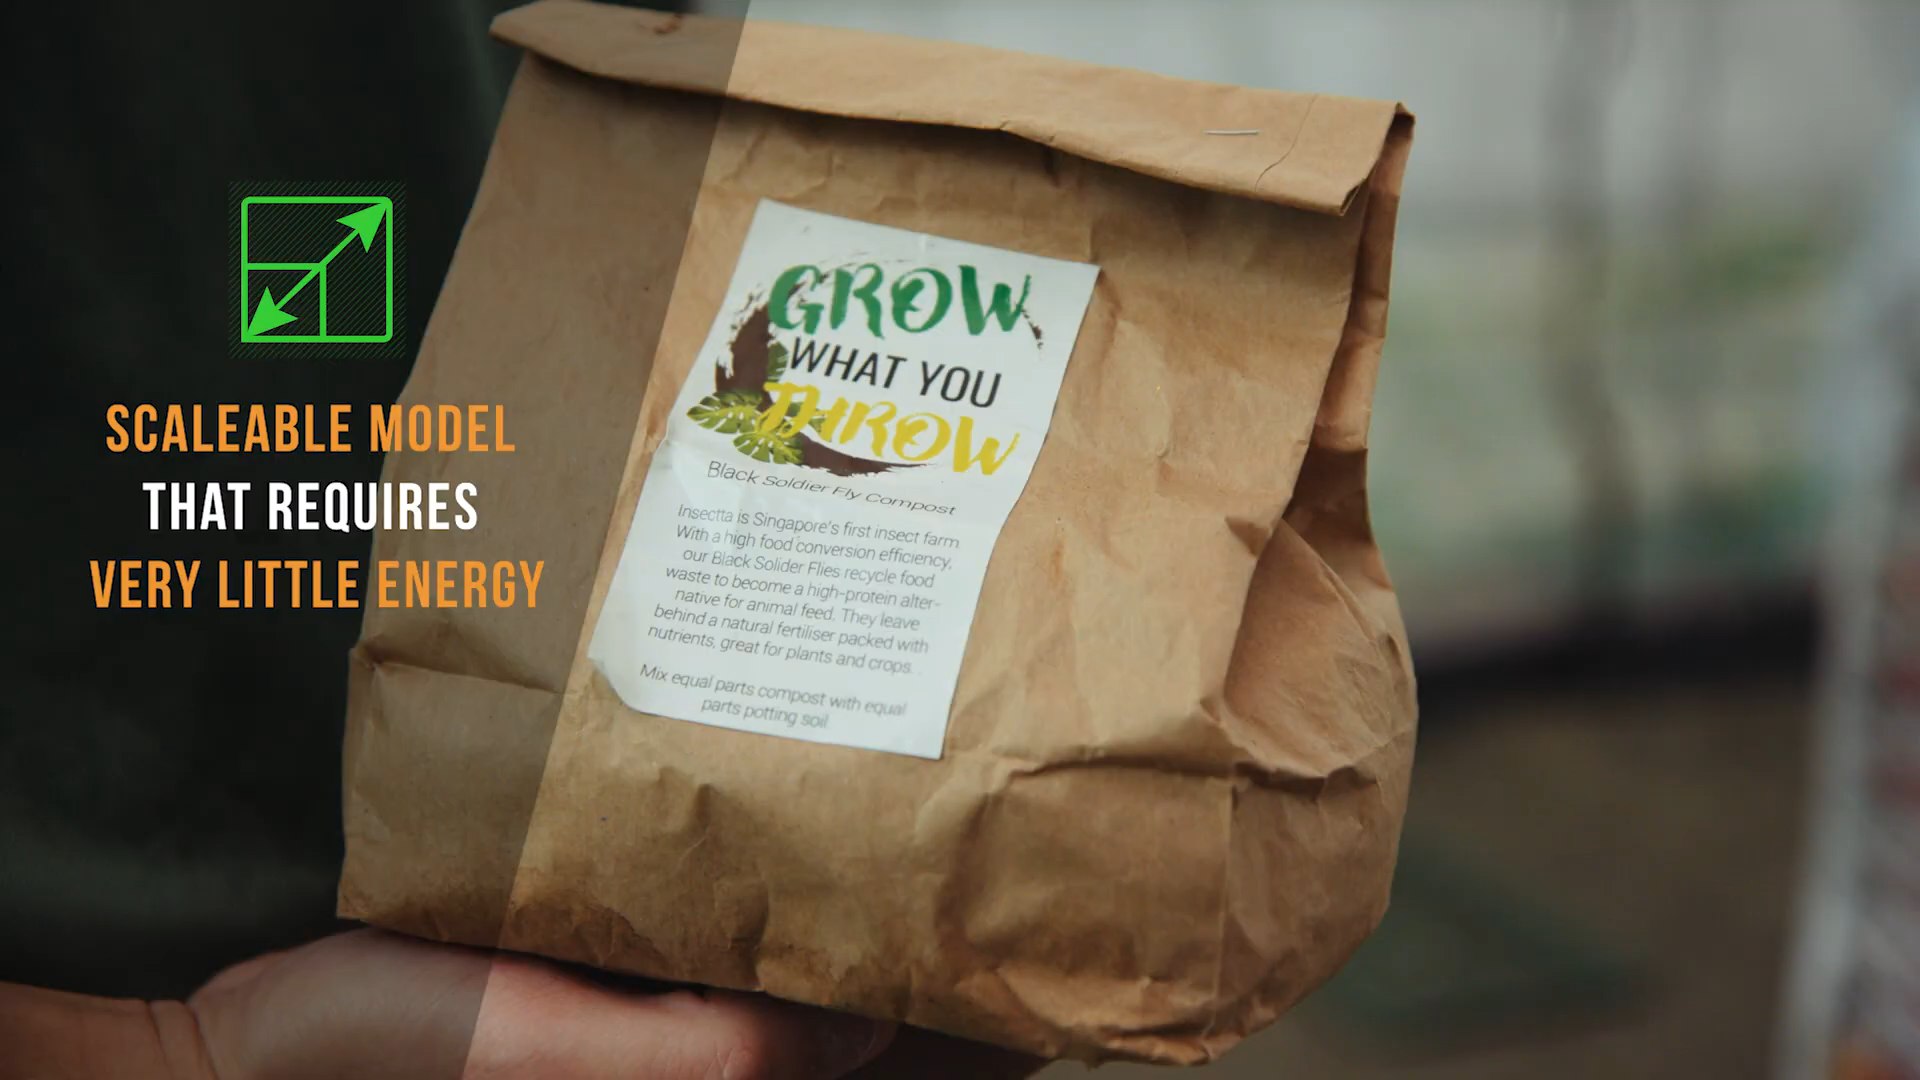 SCALEABLE MODEL
THAT REQUIRES
VERY LITTLE ENERGY
GROW
WHAT YOU
THROW
Black Soldier Fly Compost
Insectta is Singapore's first insect farm.
With a high food conversion efficiency,
our Black Solider Flies recycle food
waste to become a high-protein alter-
native for animal feed. They leave
behind a natural fertiliser packed with
nutrients, great for plants and crops.
Mix equal parts compost with equal
parts potting soil